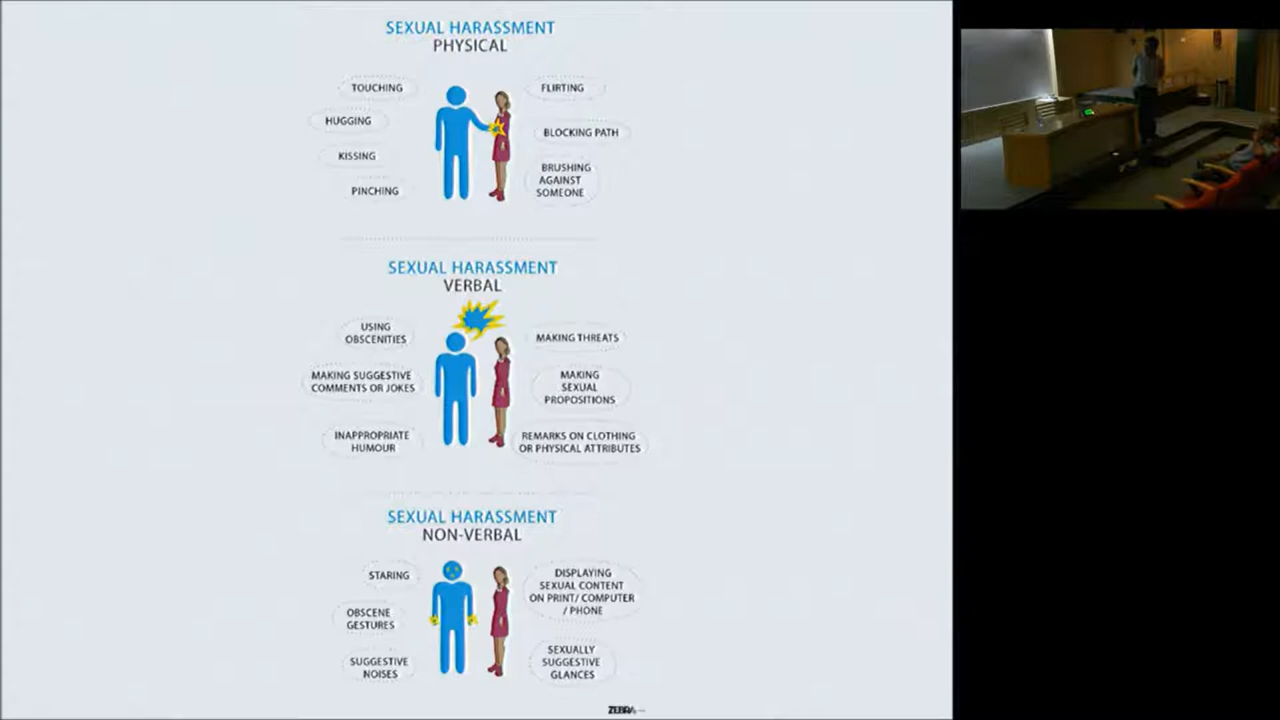 SEXUAL HARASSMENT
PHYSICAL
TOUCHING
FLIRTING
HUGGING
BLOCKING PATH
KISSING
BRUSHING
AGAINST
SOMEONE
PINCHING
SEXUAL HARASSMENT
VERBAL
USING
OBSCENITIES
MAKING THREATS
MAKING SUGGESTIVE
COMMENTS OR JOKES
MAKING
SEXUAL
PROPOSITIONS
INAPPROPRIATE
HUMOUR
REMARKS ON CLOTHING
OR PHYSICAL ATTRIBUTES
SEXUAL HARASSMENT
NON-VERBAL
STARING
DISPLAYING
SEXUAL CONTENT
ON PRINT/ COMPUTER
/ PHONE
OBSCENE
GESTURES
SUGGESTIVE
NOISES
SEXUALLY
SUGGESTIVE
GLANCES
ZEBRA